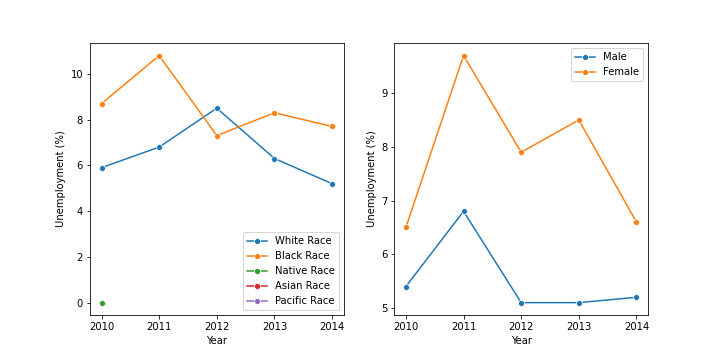 Unemployment (%)
10
8
6
4
2
0
2010 2011 2012 2013 2014
Year
White Race
Black Race
Native Race
Asian Race
Pacific Race
Unemployment (%)
9
8
7
6
5
2010 2011 2012 2013 2014
Year
Male
Female